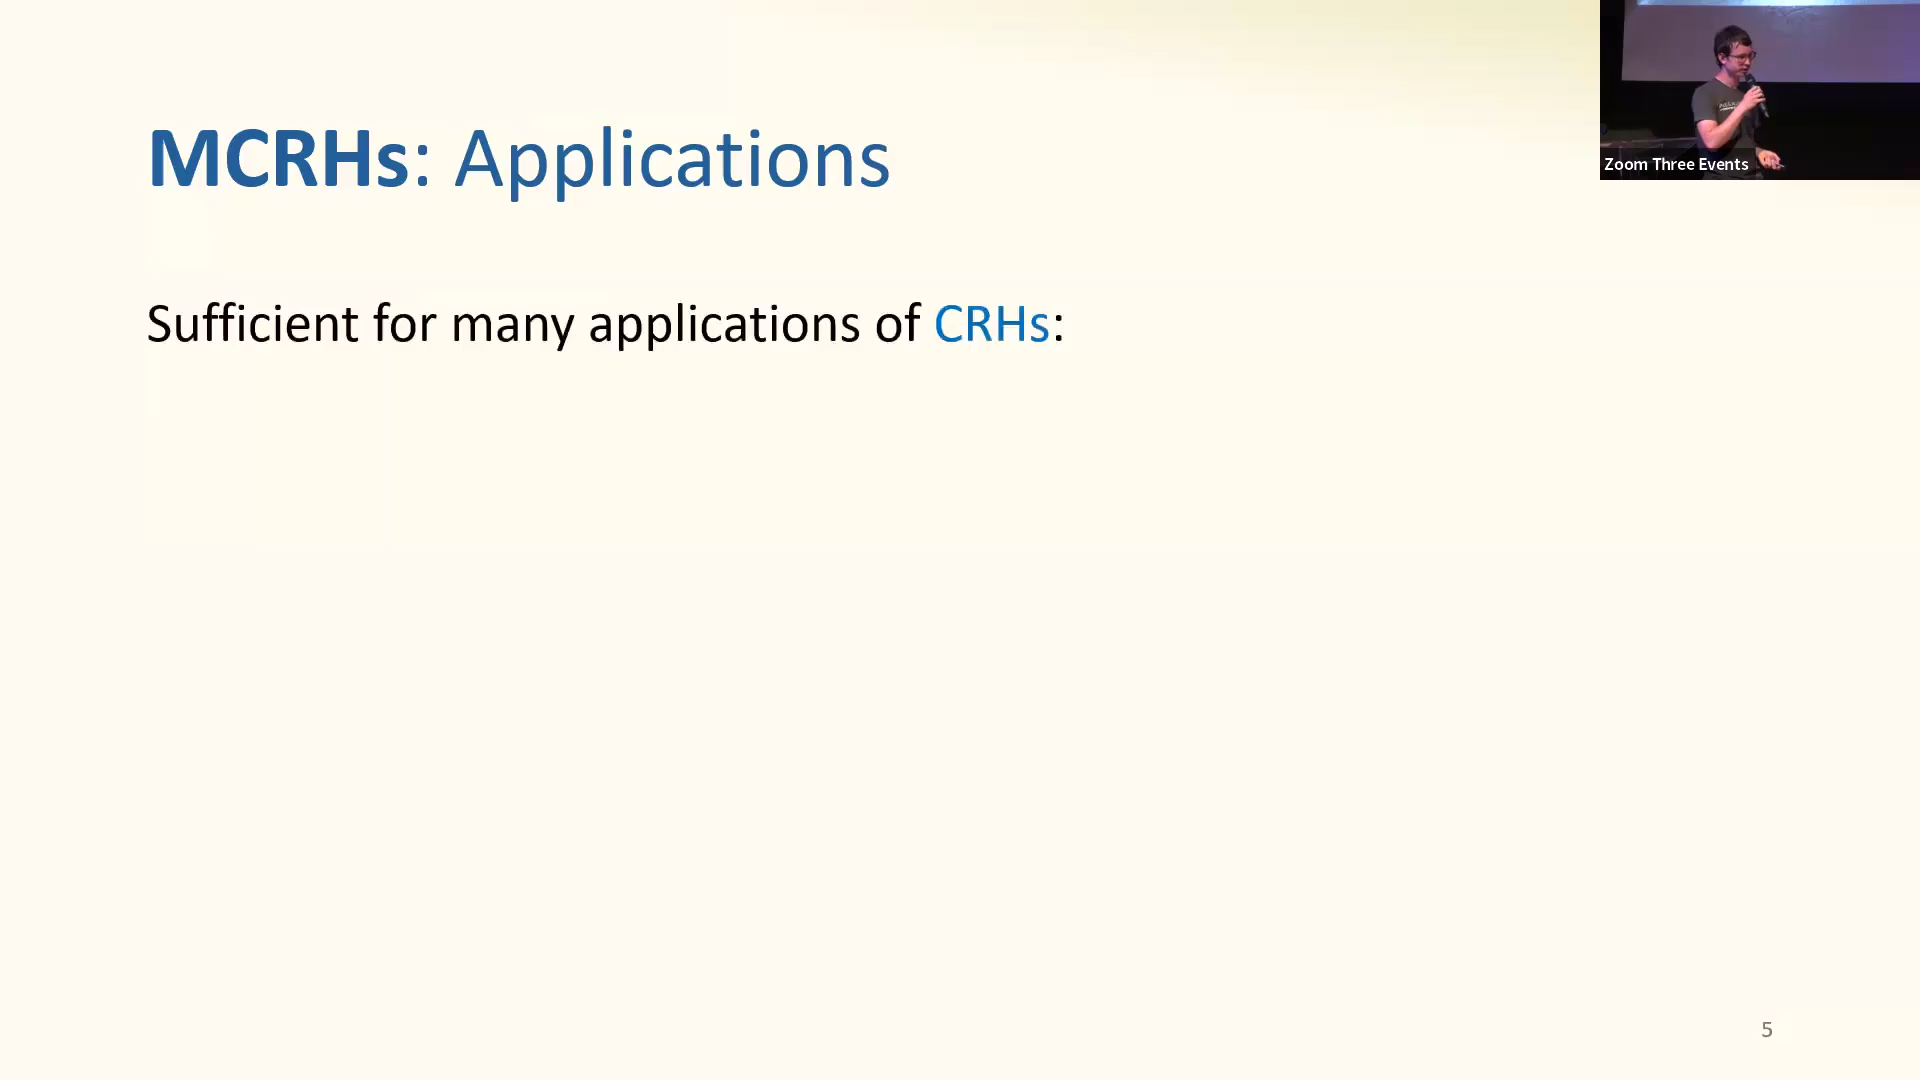 MCRHs: Applications
Zoom Three Events
Sufficient for many applications of CRHs:
5